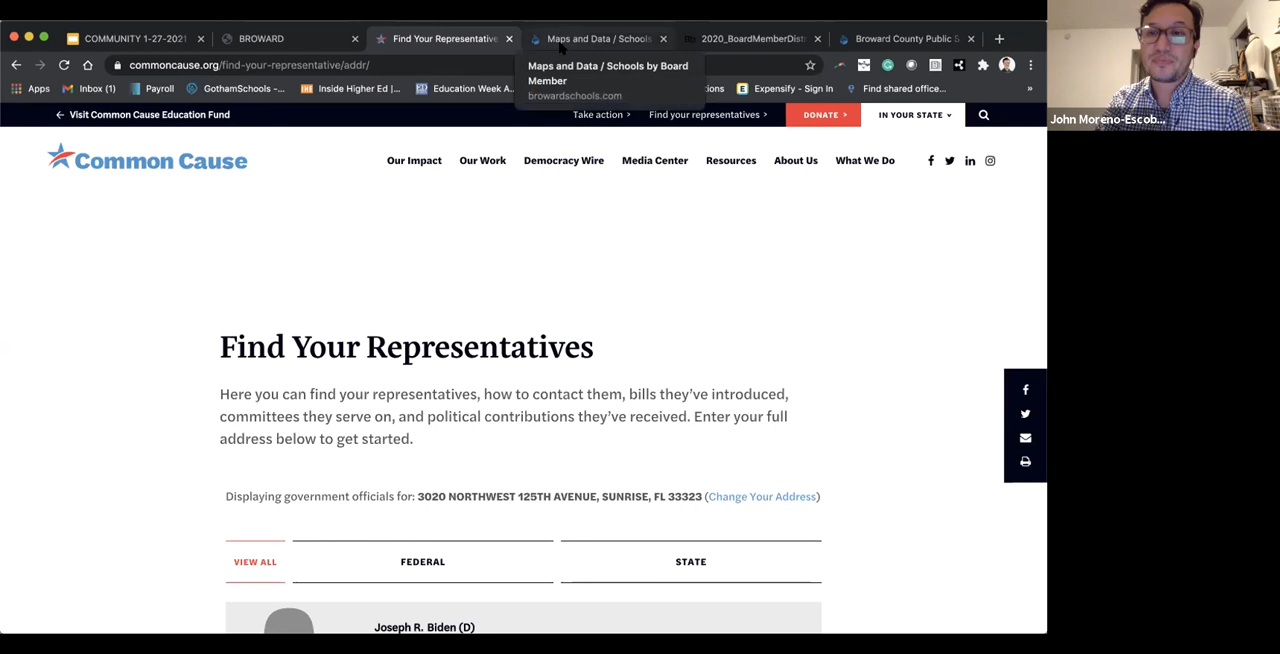 COMMUNITY 1-27-2021
BROWARD
Find Your Representative
Maps and Data / Schools
2020_BoardMemberDist
Broward County Public S
commoncause.org/find-your-representative/addr/
Maps and Data / Schools by Board
Member
browardschools.com
Apps
Inbox (1)
Payroll
GothamSchools –...
Inside Higher Ed |...
Education Week A...
Expensify - Sign In
Find shared office...
Visit Common Cause Education Fund
Take action >
Find your representatives >
DONATE >
IN YOUR STATE
Common Cause
Our Impact
Our Work
Democracy Wire
Media Center
Resources
About Us
What We Do
Find Your Representatives
Here you can find your representatives, how to contact them, bills they've introduced,
committees they serve on, and political contributions they've received. Enter your full
address below to get started.
Displaying government officials for: 3020 NORTHWEST 125TH AVENUE, SUNRISE, FL 33323 (Change Your Address)
VIEW ALL
FEDERAL
STATE
Joseph R. Biden (D)
John Moreno-Escob...